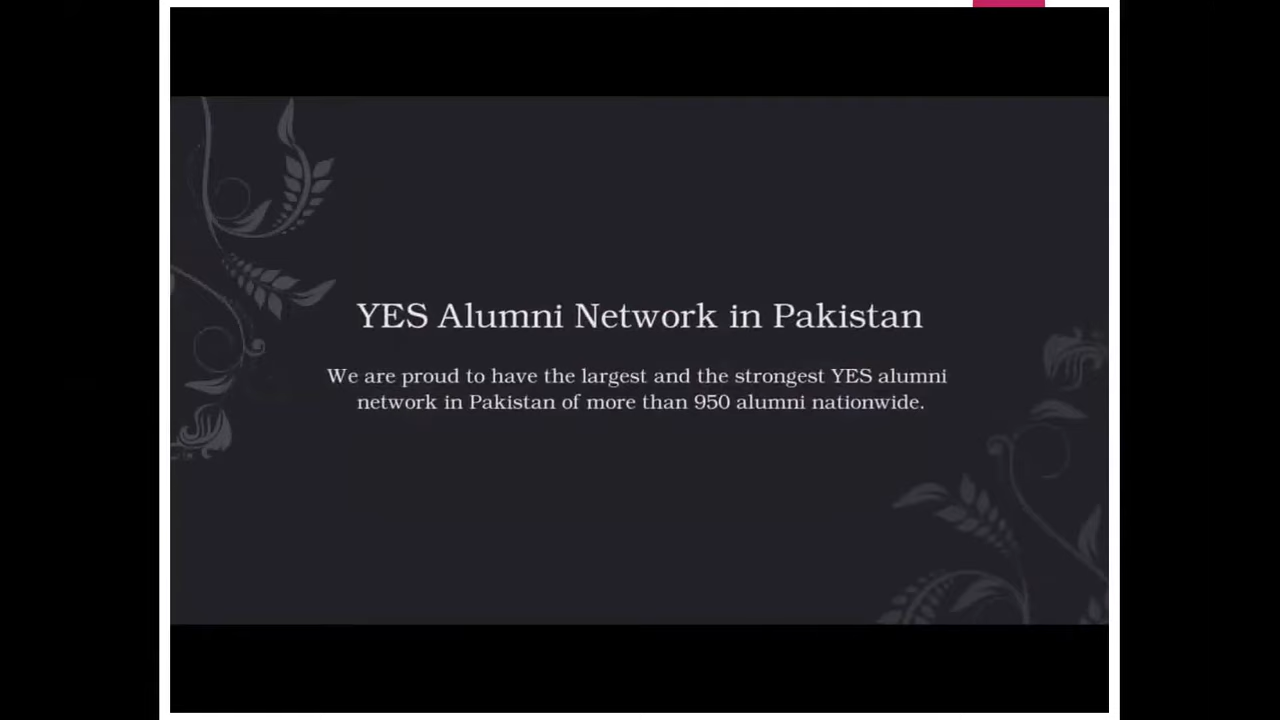 YES Alumni Network in Pakistan
We are proud to have the largest and the strongest YES alumni
network in Pakistan of more than 950 alumni nationwide.